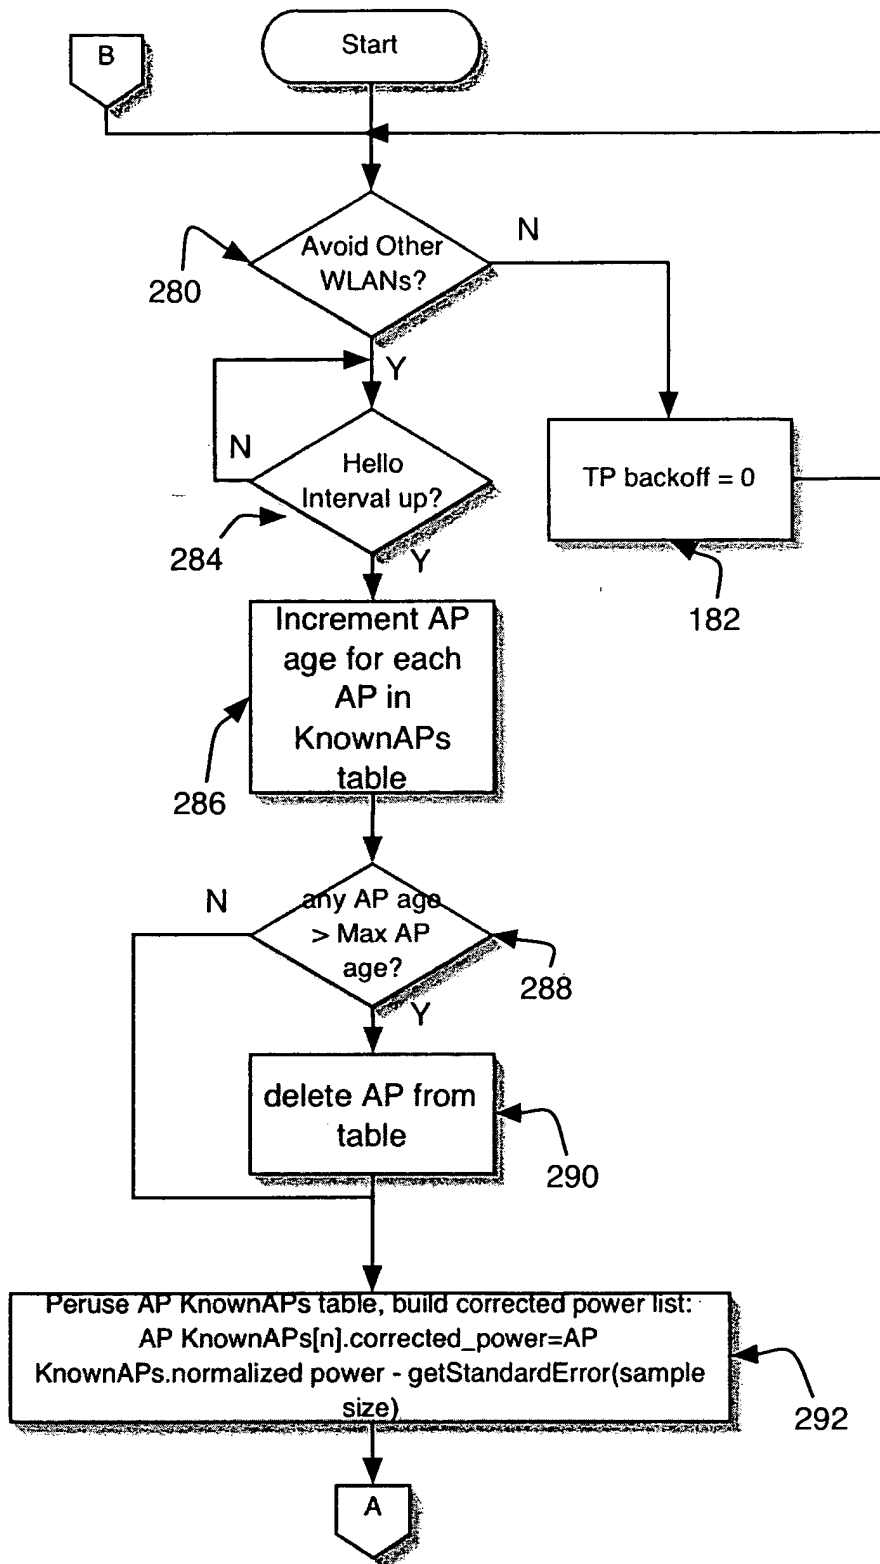 B
Start
Avoid Other
WLANs?
N
280
Y
N
Hello
Interval up?
284
Y
TP backoff = 0
182
Increment AP
age for each
AP in
KnownAPs
table
286
N
any AP age
> Max AP
age?
288
Y
delete AP from
table
290
Peruse AP KnownAPs table, build corrected power list:
AP KnownAPs[n].corrected_power=AP
KnownAPs.normalized power - getStandardError(sample
size)
292
A